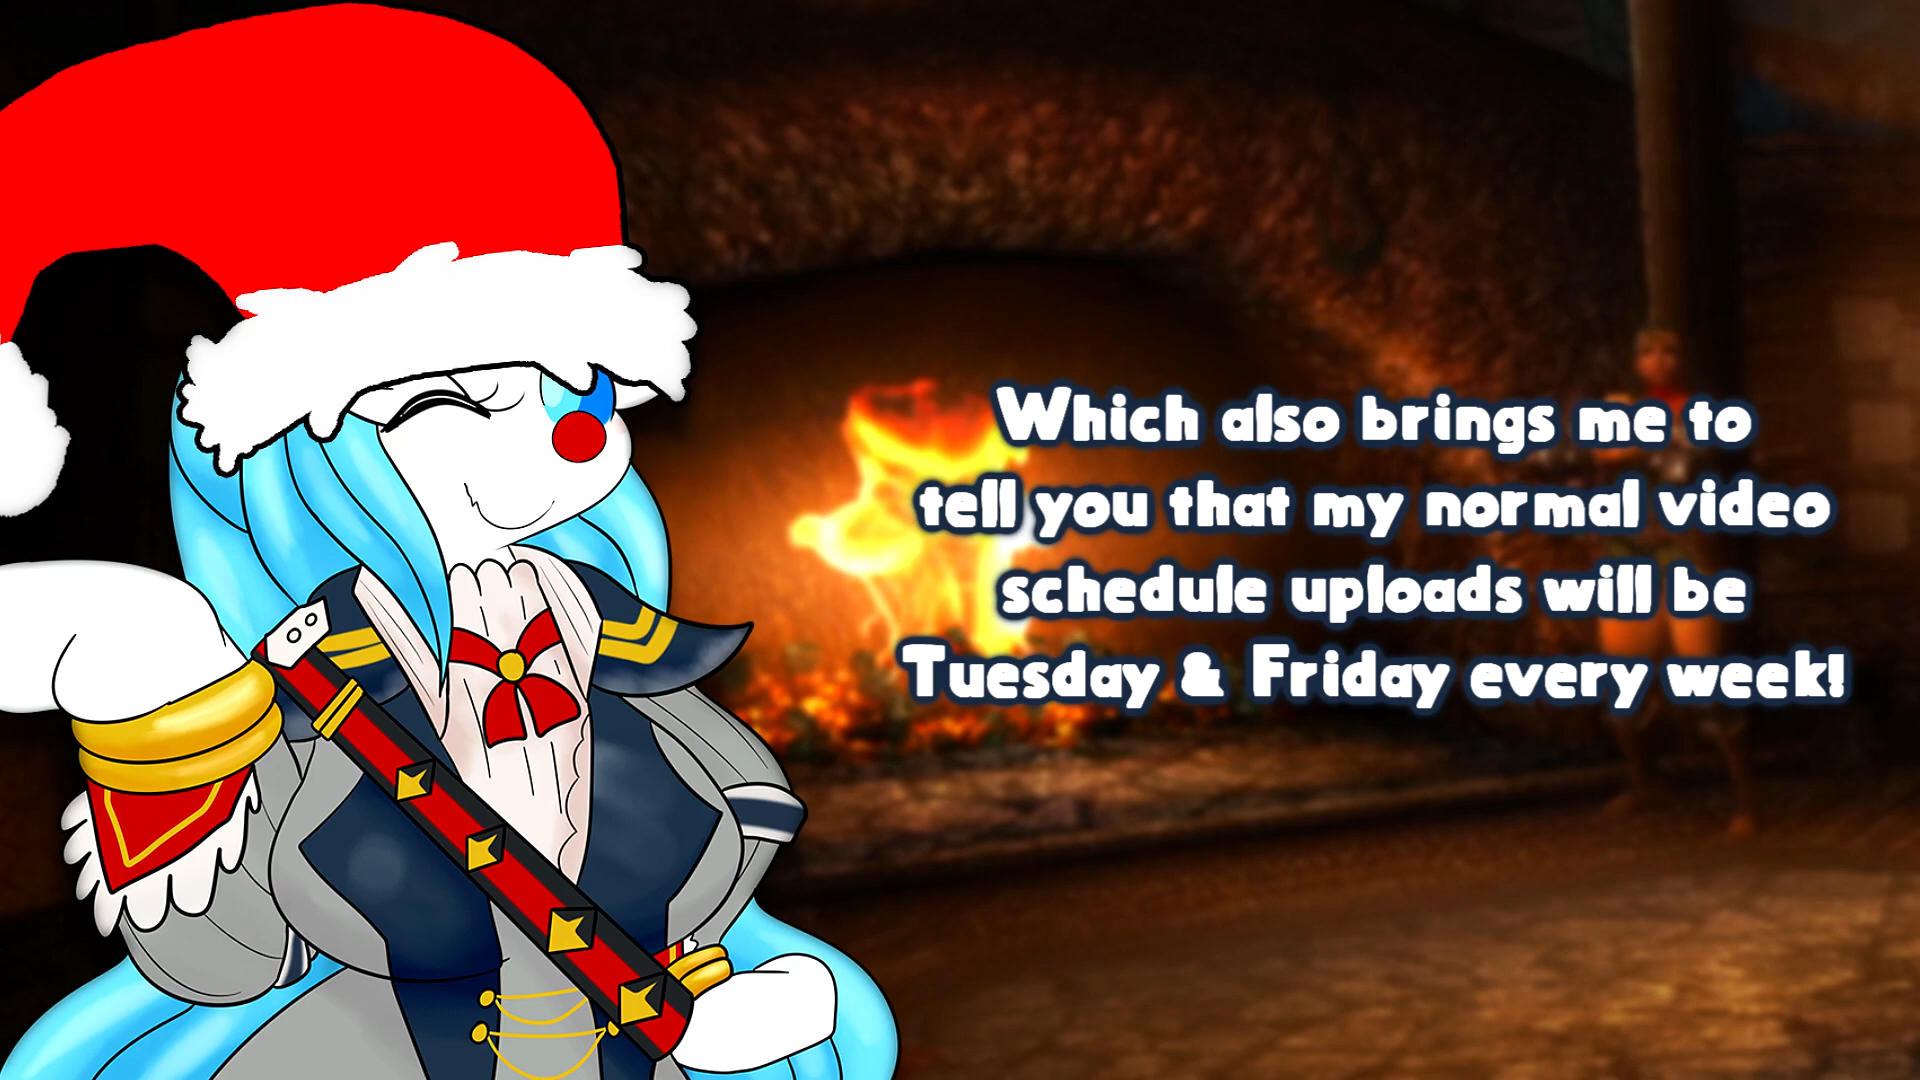 Which also brings me to
tell you that my normal video
schedule uploads will be
Tuesday & Friday every week!